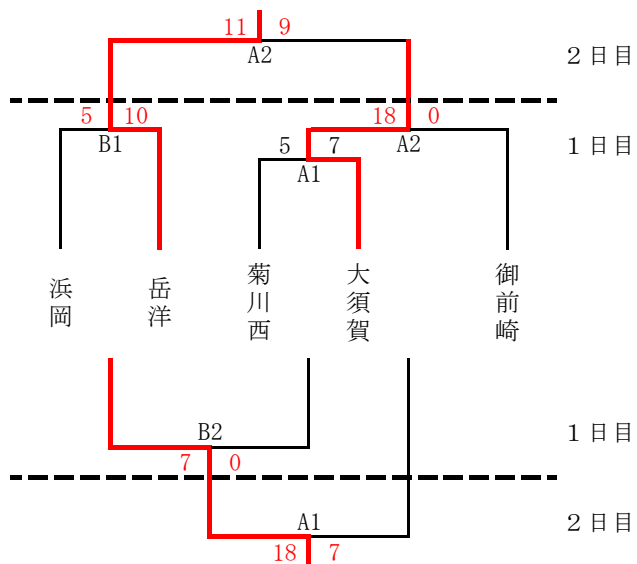 11 9
A2
２日目
5 10
18 0
B1
5 7
A2
１日目
A1
浜岡
岳洋
菊川西
大須賀
御前崎
B2
１日目
7 0
A1
２日目
18 7